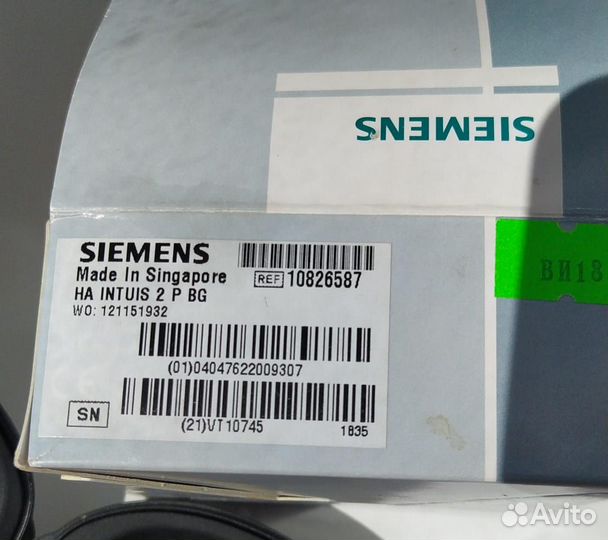 SIEMENS
SIEMENS
Made In Singapore
REF 10826587
HA INTUIS 2 P BG
WO: 121151932
(01)04047622009307
SN
(21)VT10745
1835
ВИ18
Avito